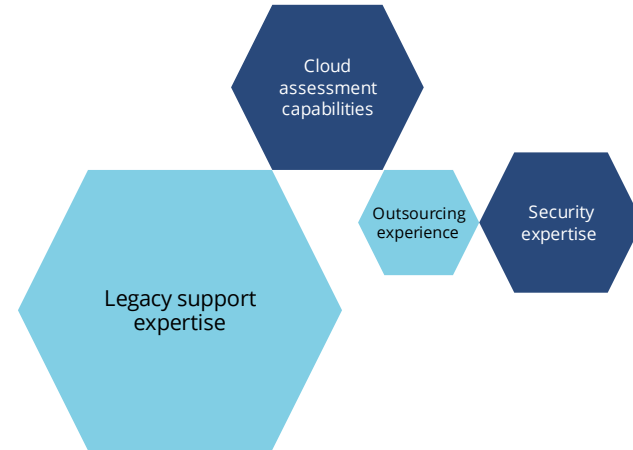 Cloud
assessment
capabilities
Outsourcing
experience
Security
expertise
Legacy support
expertise